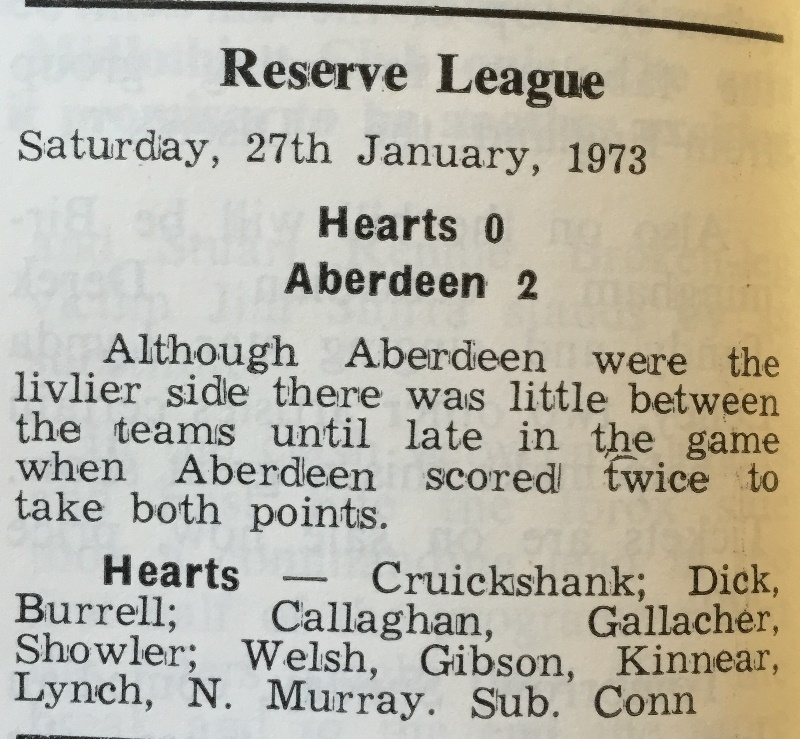 Reserve League
Saturday, 27th January, 1973
Hearts 0
Aberdeen 2
Although Aberdeen were the
livlier side there was little between
the teams until late in the game
when Aberdeen scored twice to
take both points.
Hearts — Cruickshank; Dick,
Burrell; Callaghan, Gallacher,
Showler; Welsh, Gibson, Kinnear,
Lynch, N. Murray. Sub. Conn